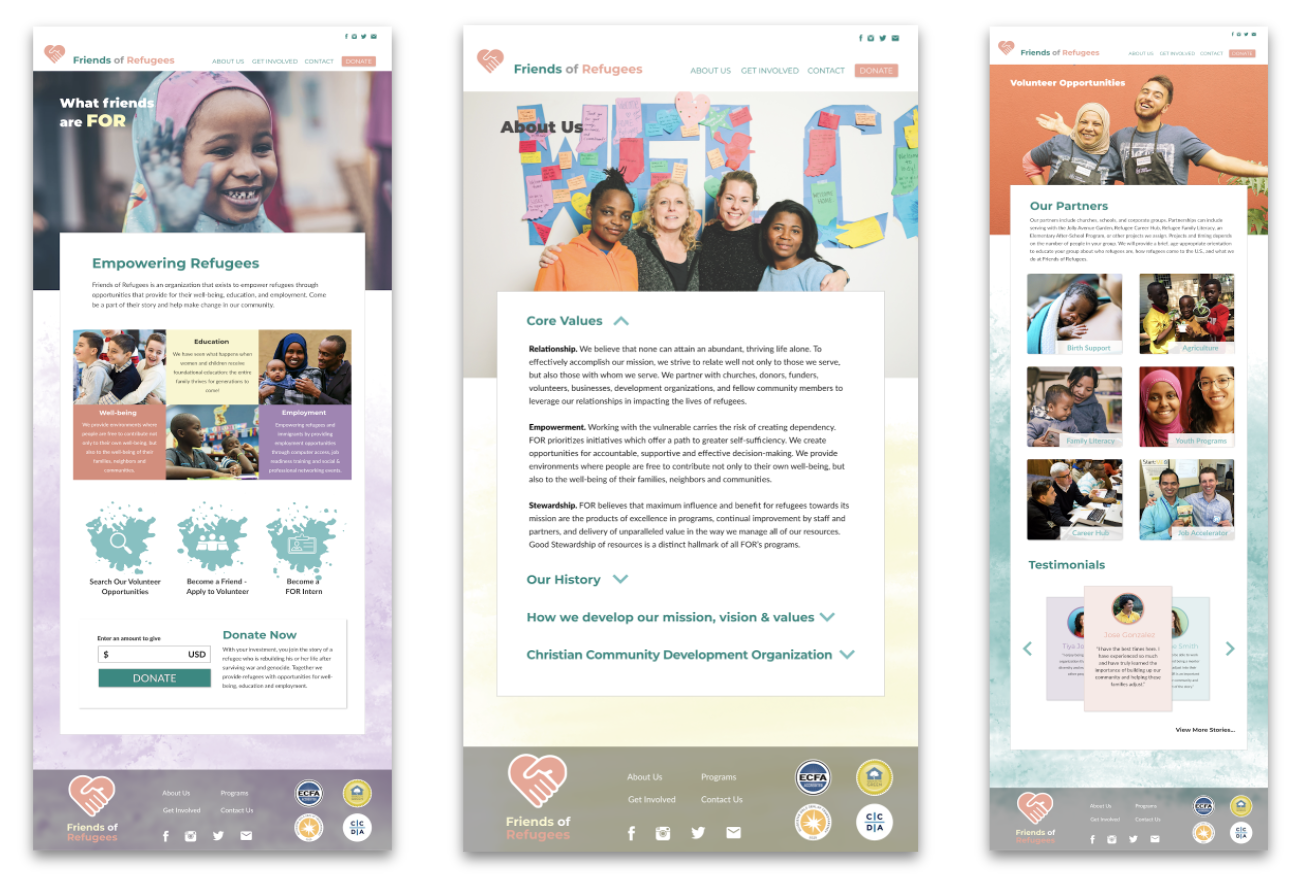 Friends of Refugees
ABOUT US GET INVOLVED CONTACT DONATE
What friends
are FOR
Empowering Refugees
Friends of Refugees is an organization that exists to empower refugees through
opportunities that provide for their well-being, education, and employment. Come
be a part of their story and help make change in our community.
Education
We have seen what happens when
women and children receive
foundational education: the entire
family thrives for generations to
come!
Well-being
We provide environments where
people are free to contribute not
only to their own well-being, but
also to the well-being of their
families, neighbors and
communities.
Employment
Empowering refugees and
immigrants by providing
employment opportunities
through computer access, job
readiness training and social &
professional networking events.
Search Our Volunteer
Opportunities
Become a Friend -
Apply to Volunteer
Become a
FOR Intern
Enter an amount to give
$ USD
DONATE
Donate Now
With your investment, you join the story of a
refugee who is rebuilding his or her life after
surviving war and genocide. Together we
provide refugees with opportunities for well-
being, education and employment.
Friends of
Refugees
About Us Programs
Get Involved Contact Us
ECFA
C C
D A
Friends of Refugees
ABOUT US GET INVOLVED CONTACT DONATE
About Us
Core Values
Relationship. We believe that none can attain an abundant, thriving life alone. To
effectively accomplish our mission, we strive to relate well not only to those we serve,
but also those with whom we serve. We partner with churches, donors, funders,
volunteers, businesses, development organizations, and fellow community members to
leverage our relationships in impacting the lives of refugees.
Empowerment. Working with the vulnerable carries the risk of creating dependency.
FOR prioritizes initiatives which offer a path to greater self-sufficiency. We create
opportunities for accountable, supportive and effective decision-making. We provide
environments where people are free to contribute not only to their own well-being, but
also to the well-being of their families, neighbors and communities.
Stewardship. FOR believes that maximum influence and benefit for refugees towards its
mission are the products of excellence in programs, continual improvement by staff and
partners, and delivery of unparalleled value in the way we manage all of our resources.
Good Stewardship of resources is a distinct hallmark of all FOR's programs.
Our History
How we develop our mission, vision & values
Christian Community Development Organization
Friends of
Refugees
About Us Programs
Get Involved Contact Us
ECFA
C C
D A
Friends of Refugees
ABOUT US GET INVOLVED CONTACT DONATE
Volunteer Opportunities
Our Partners
Our partners include churches, schools, and corporate groups. Partnerships can include
serving with the Jolly Avenue Garden, Refugee Career Hub, Refugee Family Literacy, an
Elementary After-School Program, or other projects we assign. Projects and timing depends
on the number of people in your group. We will provide a brief, age appropriate orientation
to educate your group about who refugees are, how refugees come to the U.S., and what we
do at Friends of Refugees.
Birth Support
Agriculture
Family Literacy
Youth Programs
Career Hub
Job Accelerator
Testimonials
Jose Gonzalez
"I have the best times here. I
have experienced so much
and have truly learned the
importance of building up our
community and helping those
families adjust."
Smith
View More Stories...
Friends of
Refugees
About Us Programs
Get Involved Contact Us
ECFA
C C
D A